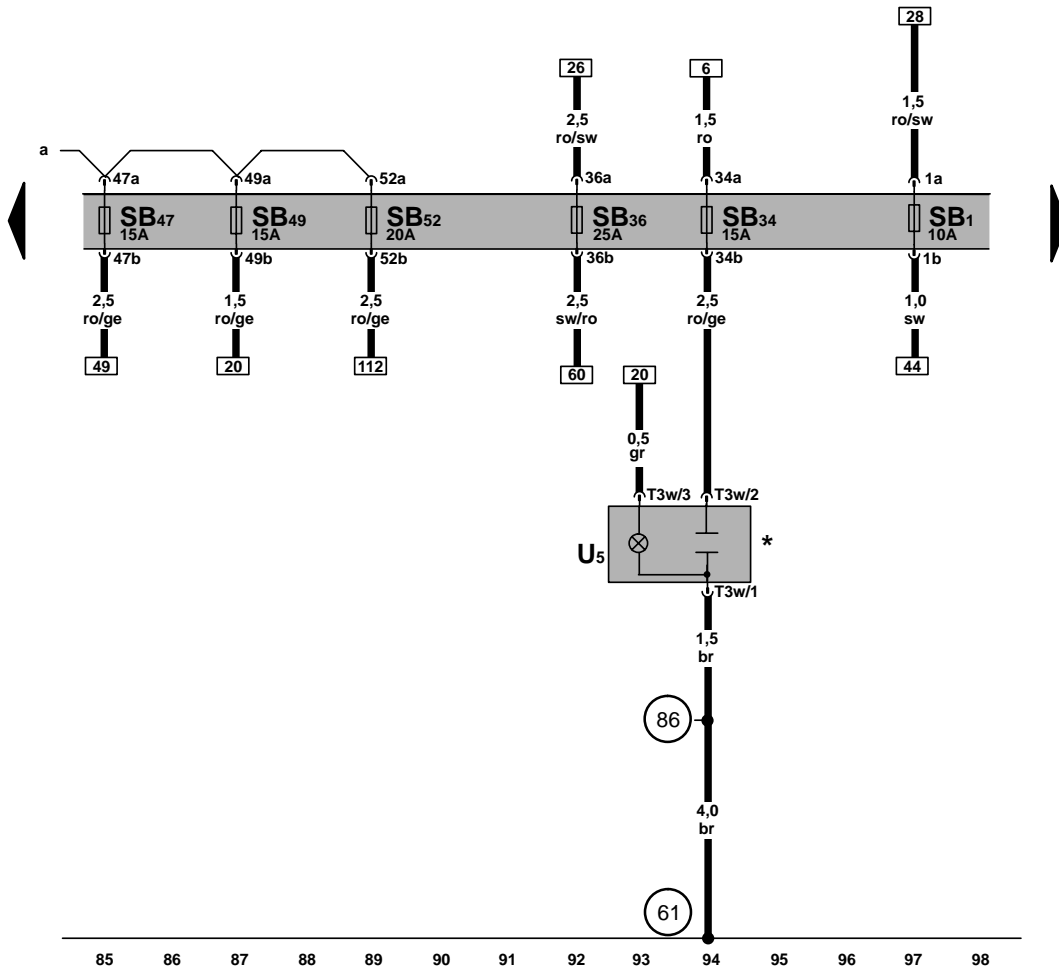 28
26
6
1,5
ro/sw
2,5
ro/sw
1,5
ro
a
47a
49a
52a
36a
34a
1a
SB47
15A
SB49
15A
SB52
20A
SB36
25A
SB34
15A
SB1
10A
47b
49b
52b
36b
34b
1b
2,5
ro/ge
1,5
ro/ge
2,5
ro/ge
2,5
sw/ro
2,5
ro/ge
1,0
sw
49
20
112
60
20
44
0,5
gr
T3w/3
T3w/2
U5
*
T3w/1
1,5
br
86
4,0
br
61
85 86 87 88 89 90 91 92 93 94 95 96 97 98